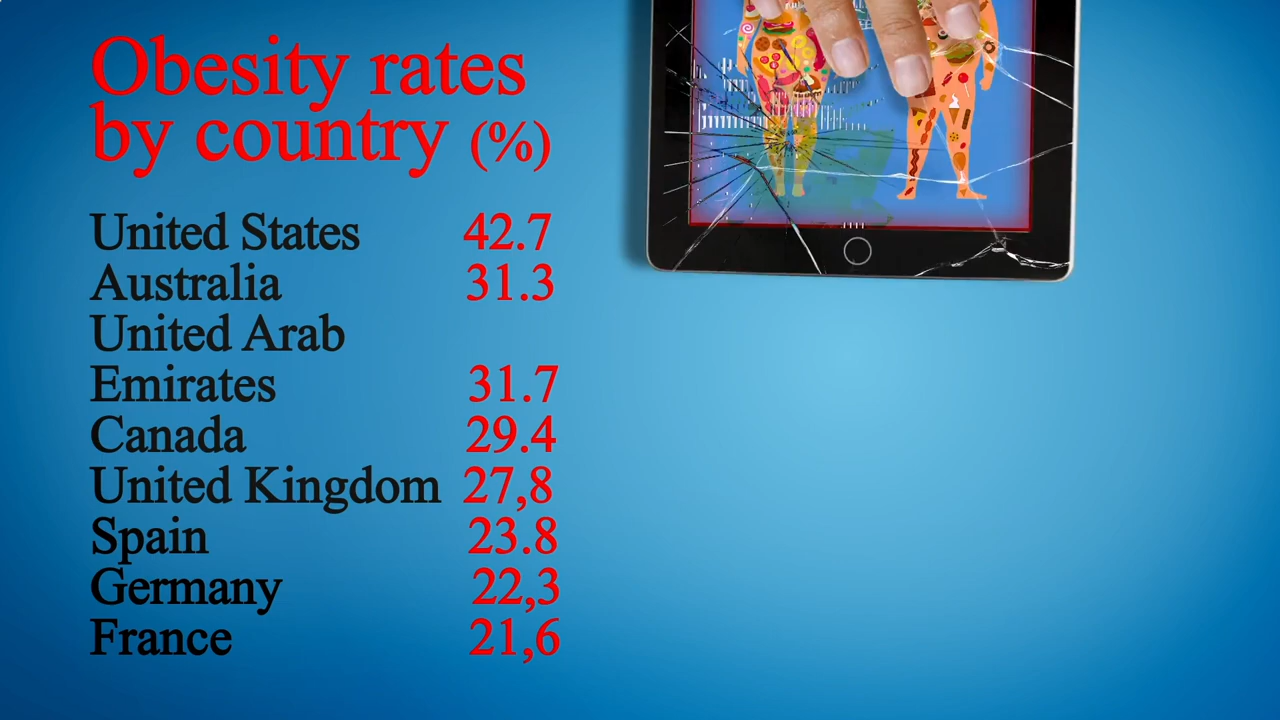 Obesity rates
by country (%)
United States 42.7
Australia 31.3
United Arab
Emirates 31.7
Canada 29.4
United Kingdom 27,8
Spain 23.8
Germany 22,3
France 21,6